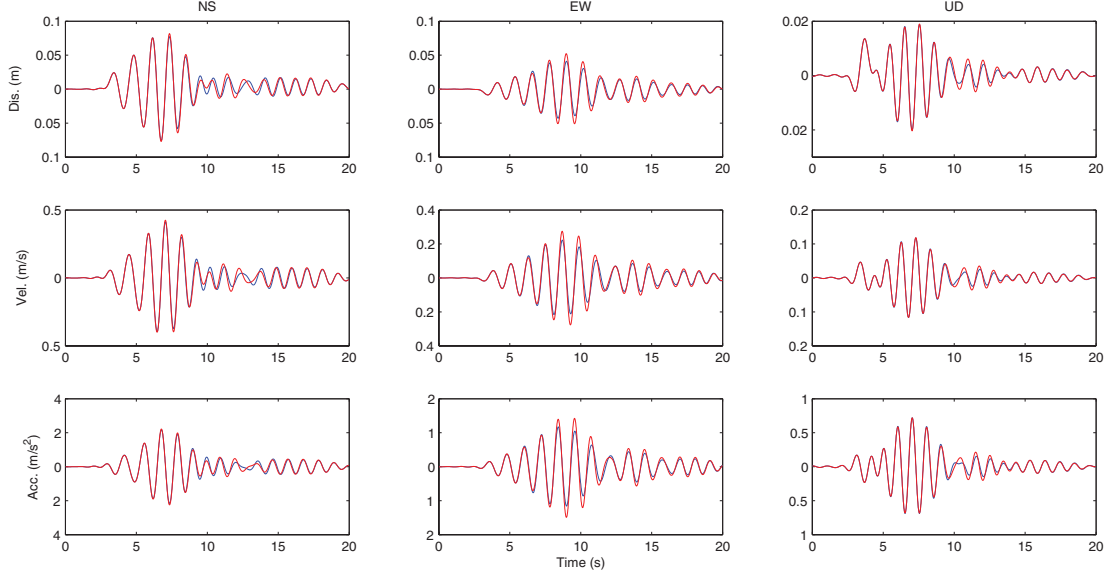 NS EW UD
Dis. (m)
0.1 0.05 0 0.05 0.1
0 5 10 15 20
0.1 0.05 0 0.05 0.1
0 5 10 15 20
0.02 0 0.02
0 5 10 15 20
Vel. (m/s)
0.5 0 0.5
0 5 10 15 20
0.4 0.2 0 0.2 0.4
0 5 10 15 20
0.2 0.1 0 0.1 0.2
0 5 10 15 20
Acc. (m/s²)
4 2 0 2 4
0 5 10 15 20
2 1 0 1 2
0 5 10 15 20
1 0.5 0 0.5 1
0 5 10 15 20
Time (s)